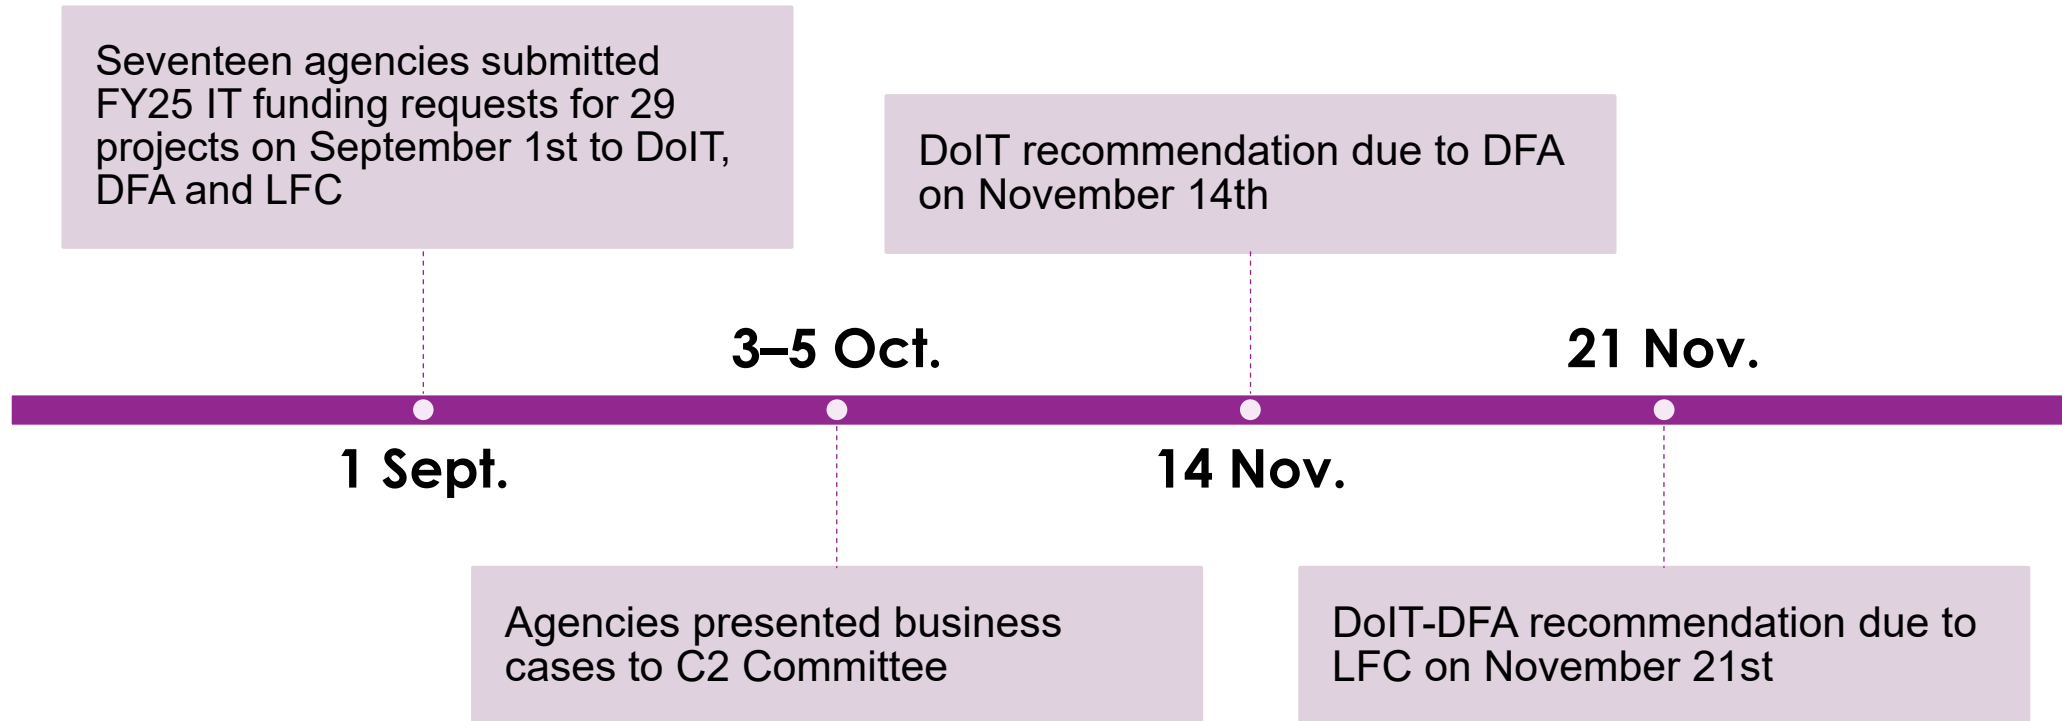 Seventeen agencies submitted
FY25 IT funding requests for 29
projects on September 1st to DoIT,
DFA and LFC
DoIT recommendation due to DFA
on November 14th
3–5 Oct.
21 Nov.
1 Sept.
14 Nov.
Agencies presented business
cases to C2 Committee
DoIT-DFA recommendation due to
LFC on November 21st